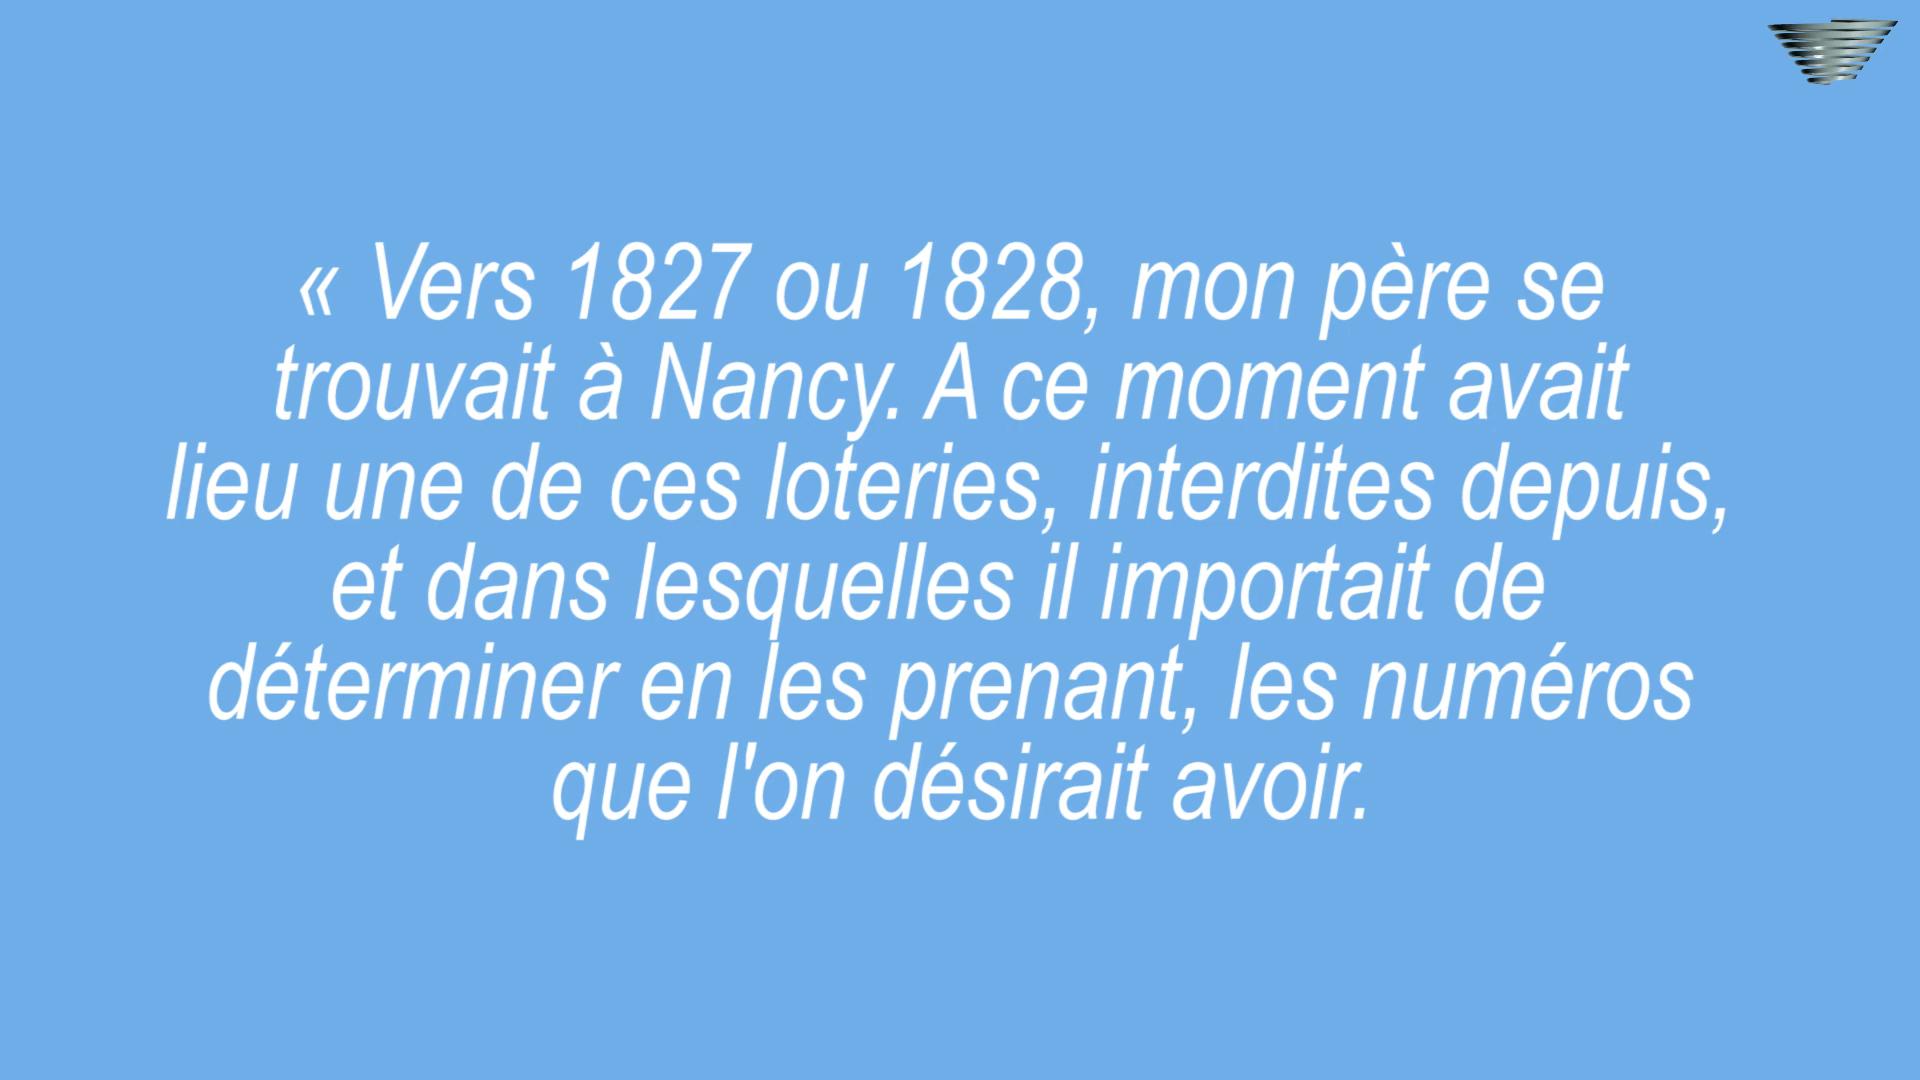 « Vers 1827 ou 1828, mon père se
trouvait à Nancy. A ce moment avait
lieu une de ces loteries, interdites depuis,
et dans lesquelles il importait de
déterminer en les prenant, les numéros
que l'on désirait avoir.